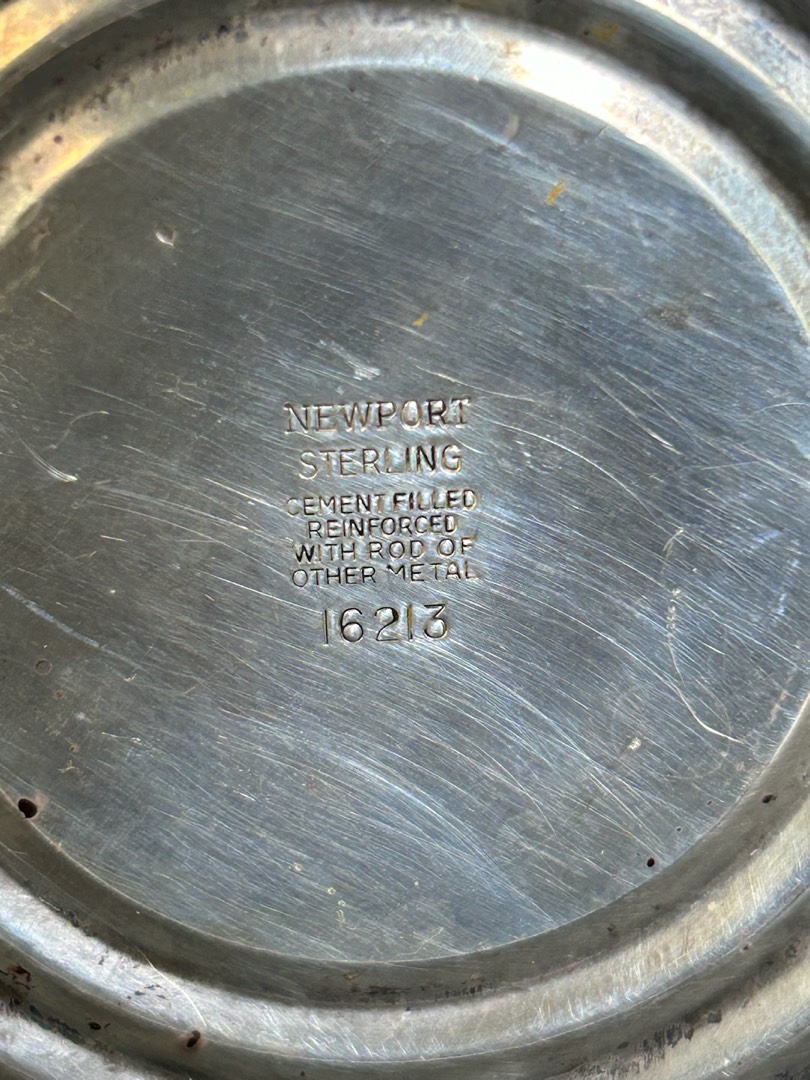 NEWPORT
STERLING
CEMENT FILLED
REINFORCED
WITH ROD OF
OTHER METAL
16213